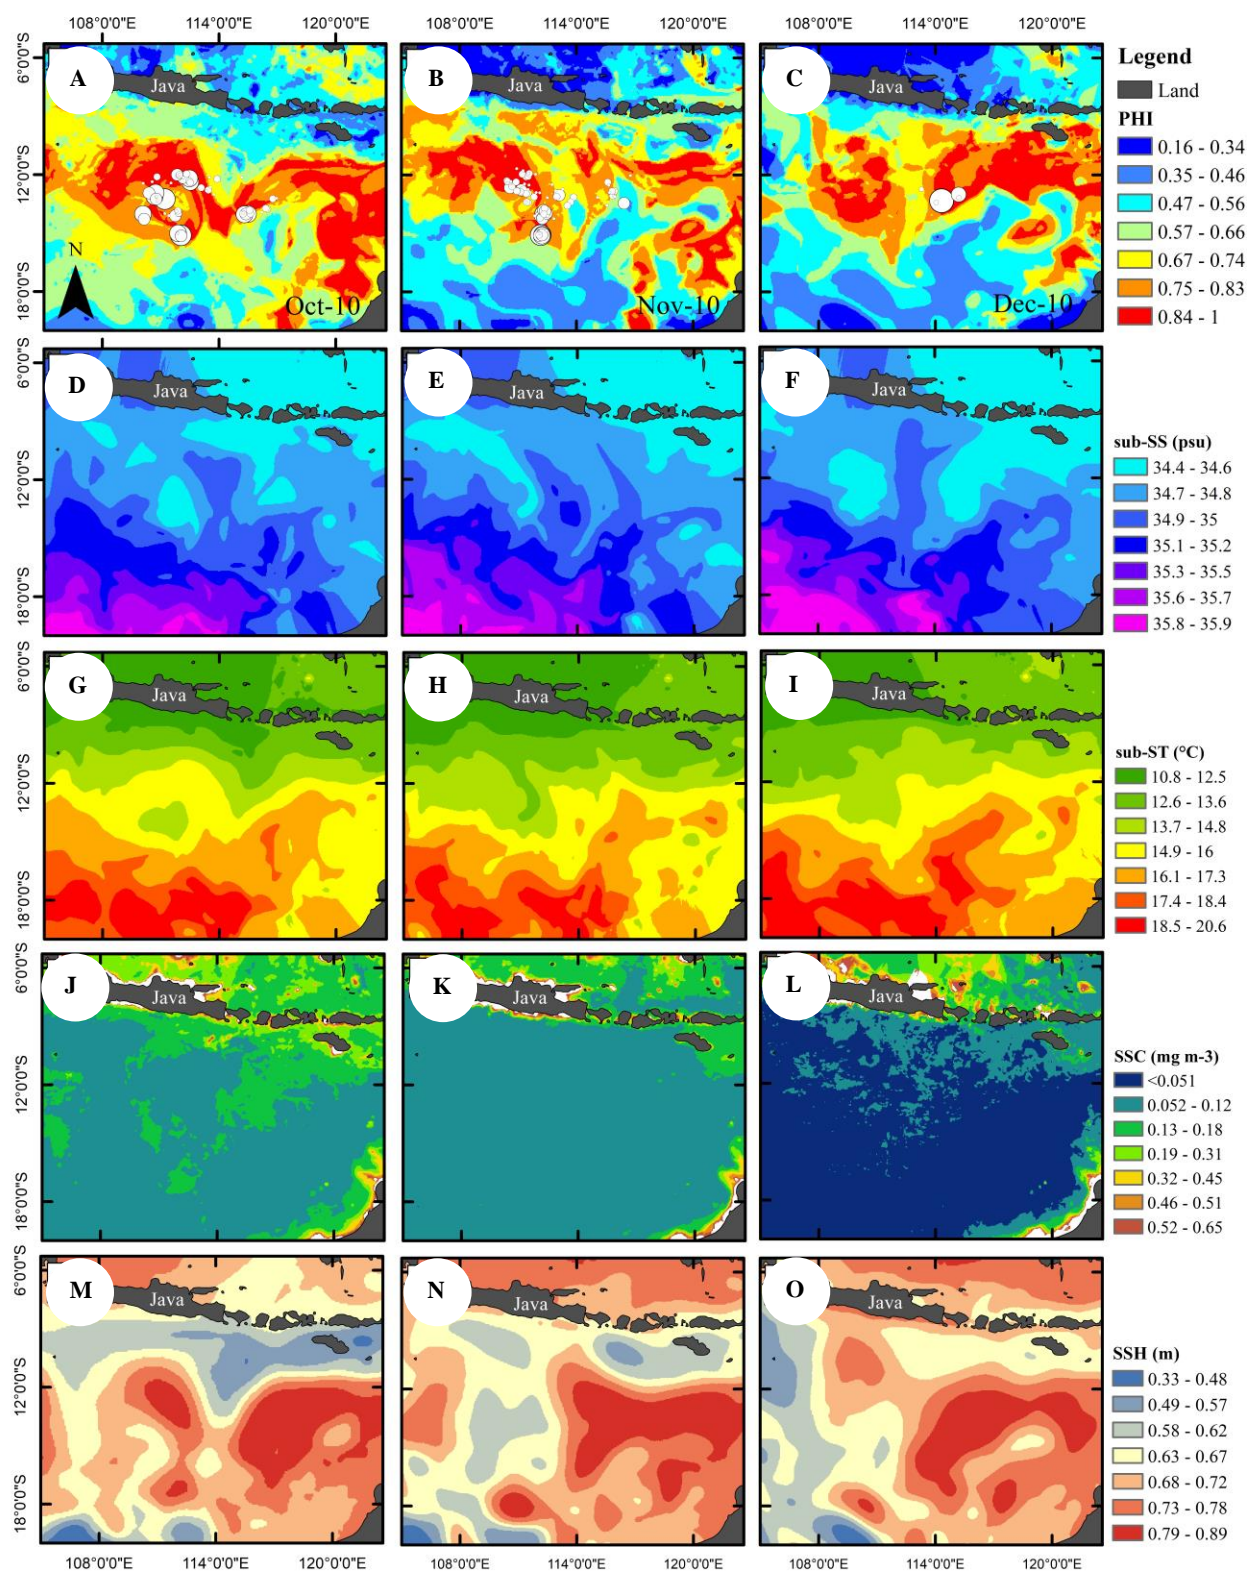 108°0'0"E 114°0'0"E 120°0'0"E 108°0'0"E 114°0'0"E 120°0'0"E 108°0'0"E 114°0'0"E 120°0'0"E
6°0'0"S
12°0'0"S
18°0'0"S
A
Java
N
Oct-10
B
Java
Nov-10
C
Java
Dec-10
Legend
Land
PHI
0.16 - 0.34
0.35 - 0.46
0.47 - 0.56
0.57 - 0.66
0.67 - 0.74
0.75 - 0.83
0.84 - 1
6°0'0"S
12°0'0"S
18°0'0"S
D
Java
E
Java
F
Java
sub-SS (psu)
34.4 - 34.6
34.7 - 34.8
34.9 - 35
35.1 - 35.2
35.3 - 35.5
35.6 - 35.7
35.8 - 35.9
6°0'0"S
12°0'0"S
18°0'0"S
G
Java
H
Java
I
Java
sub-ST (°C)
10.8 - 12.5
12.6 - 13.6
13.7 - 14.8
14.9 - 16
16.1 - 17.3
17.4 - 18.4
18.5 - 20.6
6°0'0"S
12°0'0"S
18°0'0"S
J
Java
K
Java
L
Java
SSC (mg m-3)
<0.051
0.052 - 0.12
0.13 - 0.18
0.19 - 0.31
0.32 - 0.45
0.46 - 0.51
0.52 - 0.65
6°0'0"S
12°0'0"S
18°0'0"S
M
Java
N
Java
O
Java
SSH (m)
0.33 - 0.48
0.49 - 0.57
0.58 - 0.62
0.63 - 0.67
0.68 - 0.72
0.73 - 0.78
0.79 - 0.89
108°0'0"E 114°0'0"E 120°0'0"E 108°0'0"E 114°0'0"E 120°0'0"E 108°0'0"E 114°0'0"E 120°0'0"E